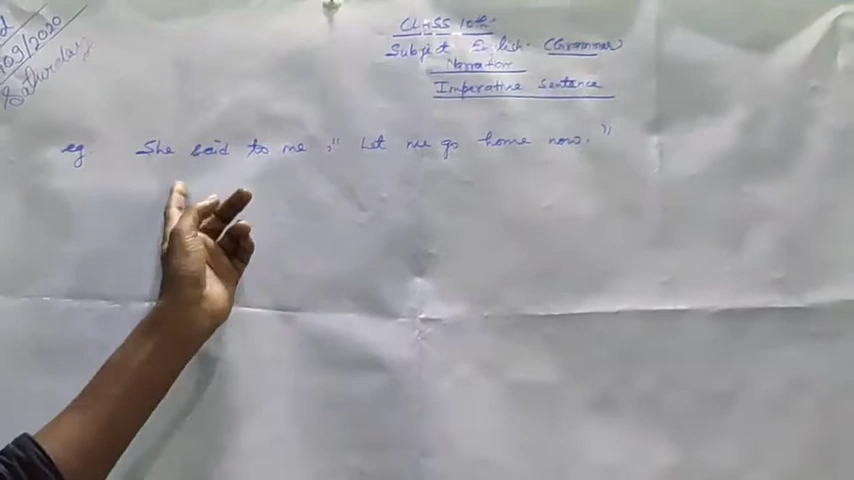 09/2020
Saturday
CLASS 10th.
Subject English. (Grammar)
Narration
Imperative Sentence
eg She said to me ," Let me go home now."